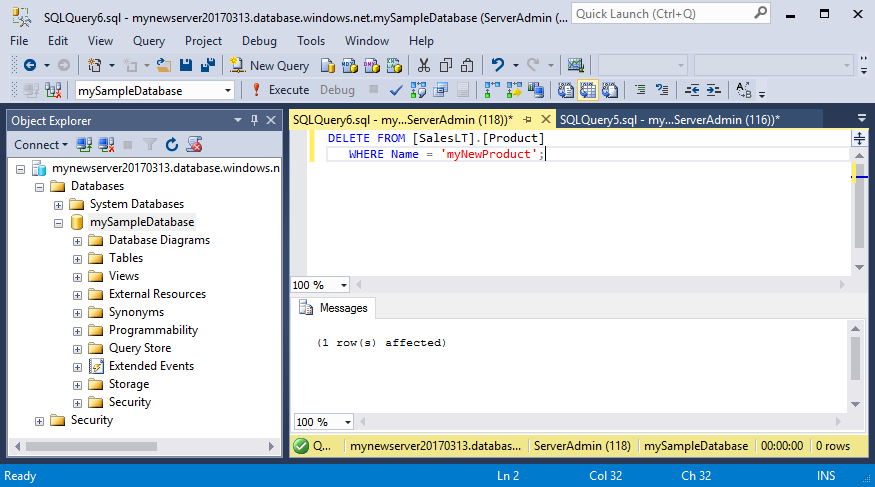 SQLQuery6.sql - mynewserver20170313.database.windows.net.mySampleDatabase (ServerAdmin (...
Quick Launch (Ctrl+Q)
File Edit View Query Project Debug Tools Window Help
New Query MDX DMX XMLA DAX
mySampleDatabase Execute Debug
Object Explorer
SQLQuery6.sql - my...ServerAdmin (118))* SQLQuery5.sql - my...ServerAdmin (116))*
Connect
mynewserver20170313.database.windows.n
Databases
System Databases
mySampleDatabase
Database Diagrams
Tables
Views
External Resources
Synonyms
Programmability
Query Store
Extended Events
Storage
Security
Security
DELETE FROM [SalesLT].[Product]
WHERE Name = 'myNewProduct';
100 %
Messages
(1 row(s) affected)
100 %
Q... mynewserver20170313.databas... ServerAdmin (118) mySampleDatabase 00:00:00 0 rows
Ready Ln 2 Col 32 Ch 32 INS